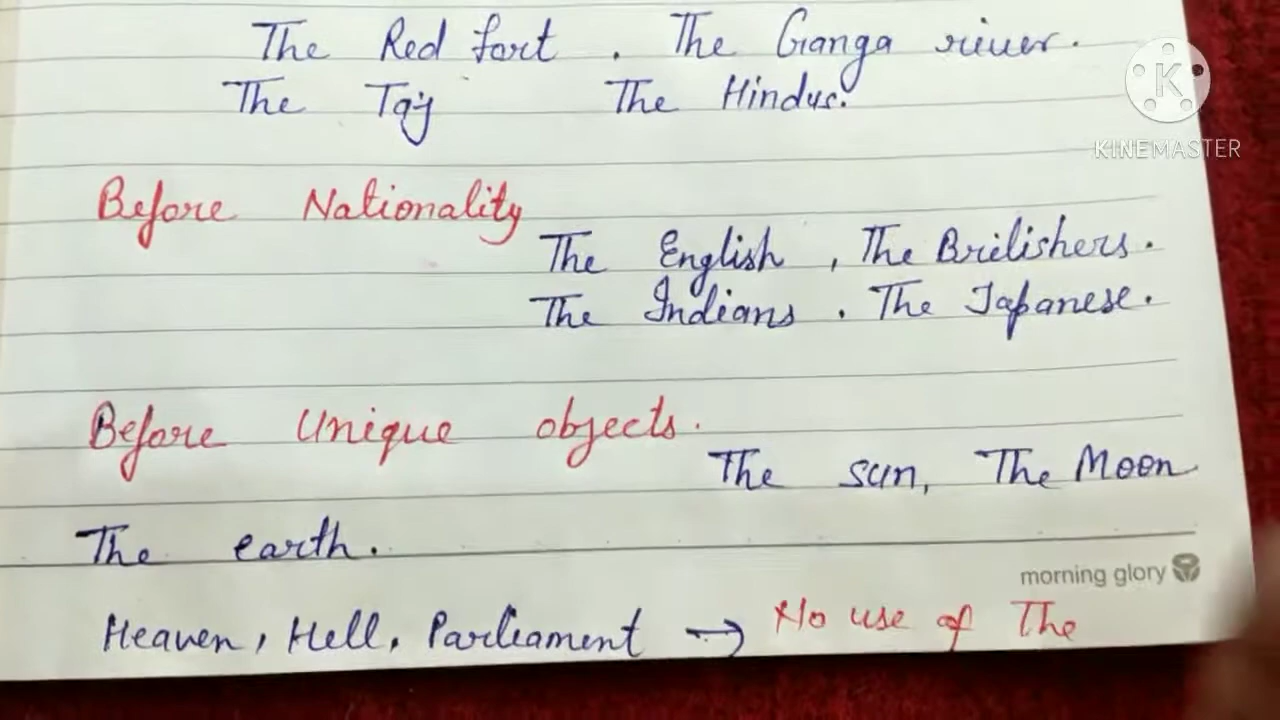 The Red fort . The Ganga river.
The Taj The Hindus.
K
KINEMASTER
Before Nationality
The English , The Britishers.
The Indians . The Japanese.
Before Unique objects.
The sun, The Moon
The earth.
morning glory
Heaven, Hell, Parliament → No use of The